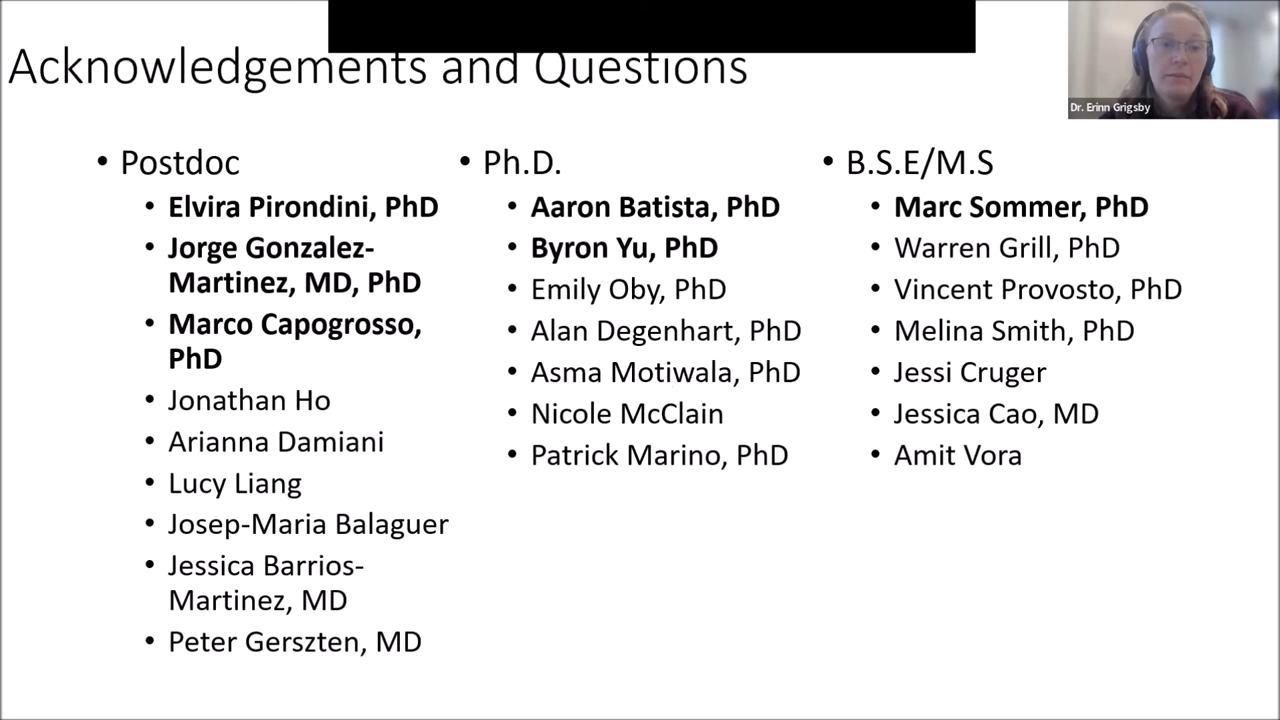 Acknowledgements and Questions
Dr. Erinn Grigsby
• Postdoc
• Elvira Pirondini, PhD
• Jorge Gonzalez-
Martinez, MD, PhD
• Marco Capogrosso,
PhD
• Jonathan Ho
• Arianna Damiani
• Lucy Liang
• Josep-Maria Balaguer
• Jessica Barrios-
Martinez, MD
• Peter Gerszten, MD
• Ph.D.
• Aaron Batista, PhD
• Byron Yu, PhD
• Emily Oby, PhD
• Alan Degenhart, PhD
• Asma Motiwala, PhD
• Nicole McClain
• Patrick Marino, PhD
• B.S.E/M.S
• Marc Sommer, PhD
• Warren Grill, PhD
• Vincent Provosto, PhD
• Melina Smith, PhD
• Jessi Cruger
• Jessica Cao, MD
• Amit Vora